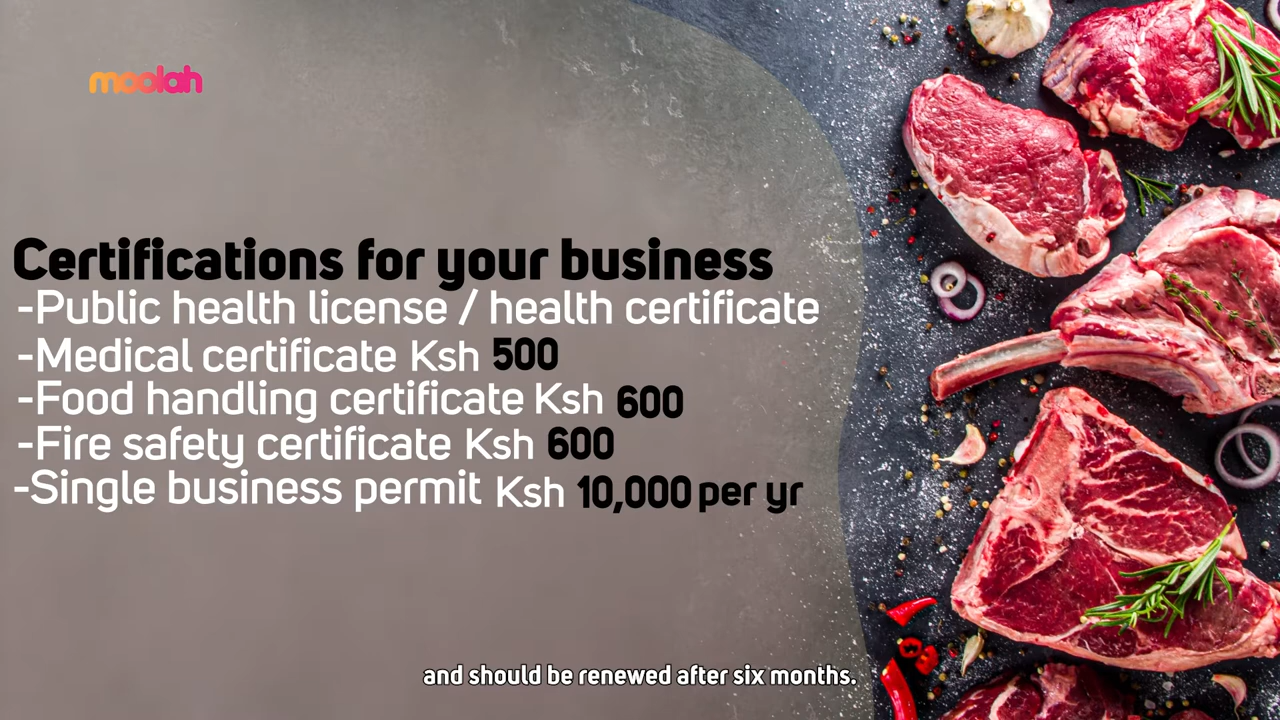 moolah
Certifications for your business
-Public health license / health certificate
-Medical certificate Ksh 500
-Food handling certificate Ksh 600
-Fire safety certificate Ksh 600
-Single business permit Ksh 10,000 per yr
and should be renewed after six months.